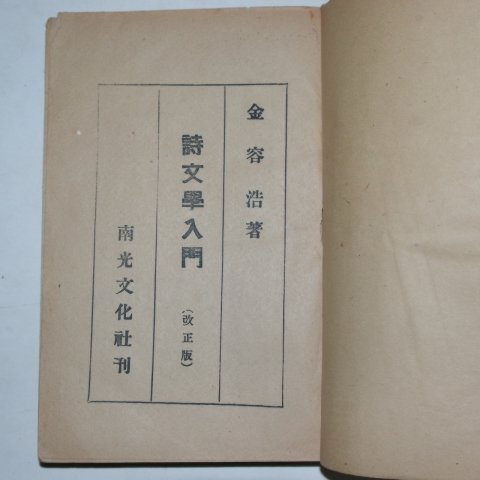 金容浩著
詩文學入門
(改正版)
南光文化社刊